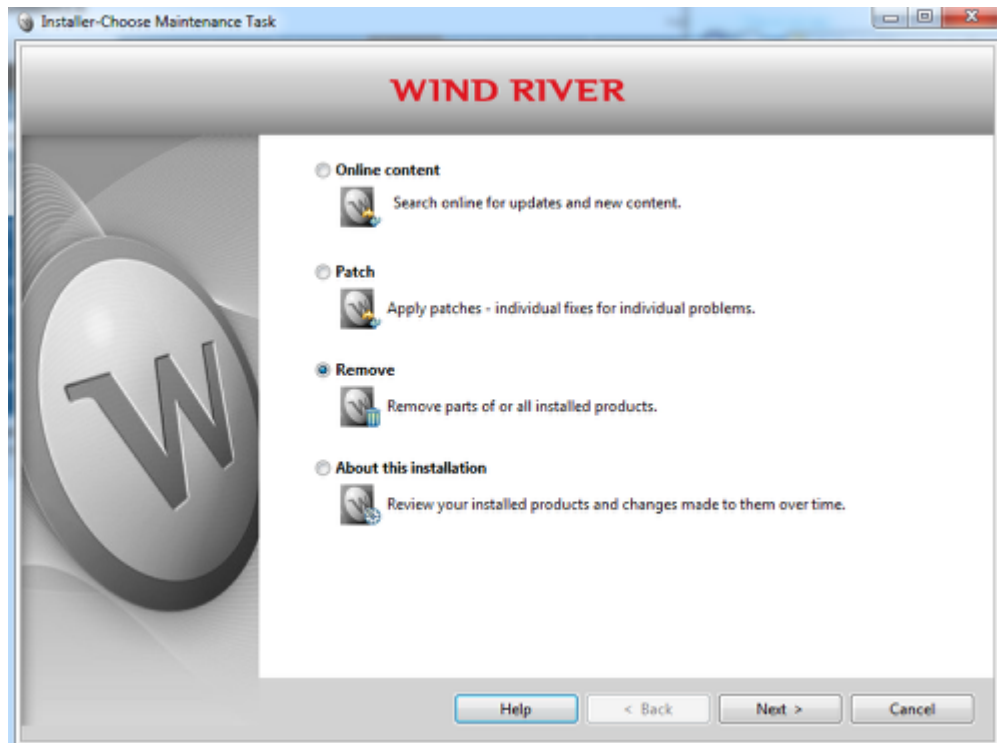 Installer-Choose Maintenance Task
WIND RIVER
Online content
Search online for updates and new content.
Patch
Apply patches - individual fixes for individual problems.
Remove
Remove parts of or all installed products.
About this installation
Review your installed products and changes made to them over time.
W
Help
< Back
Next >
Cancel